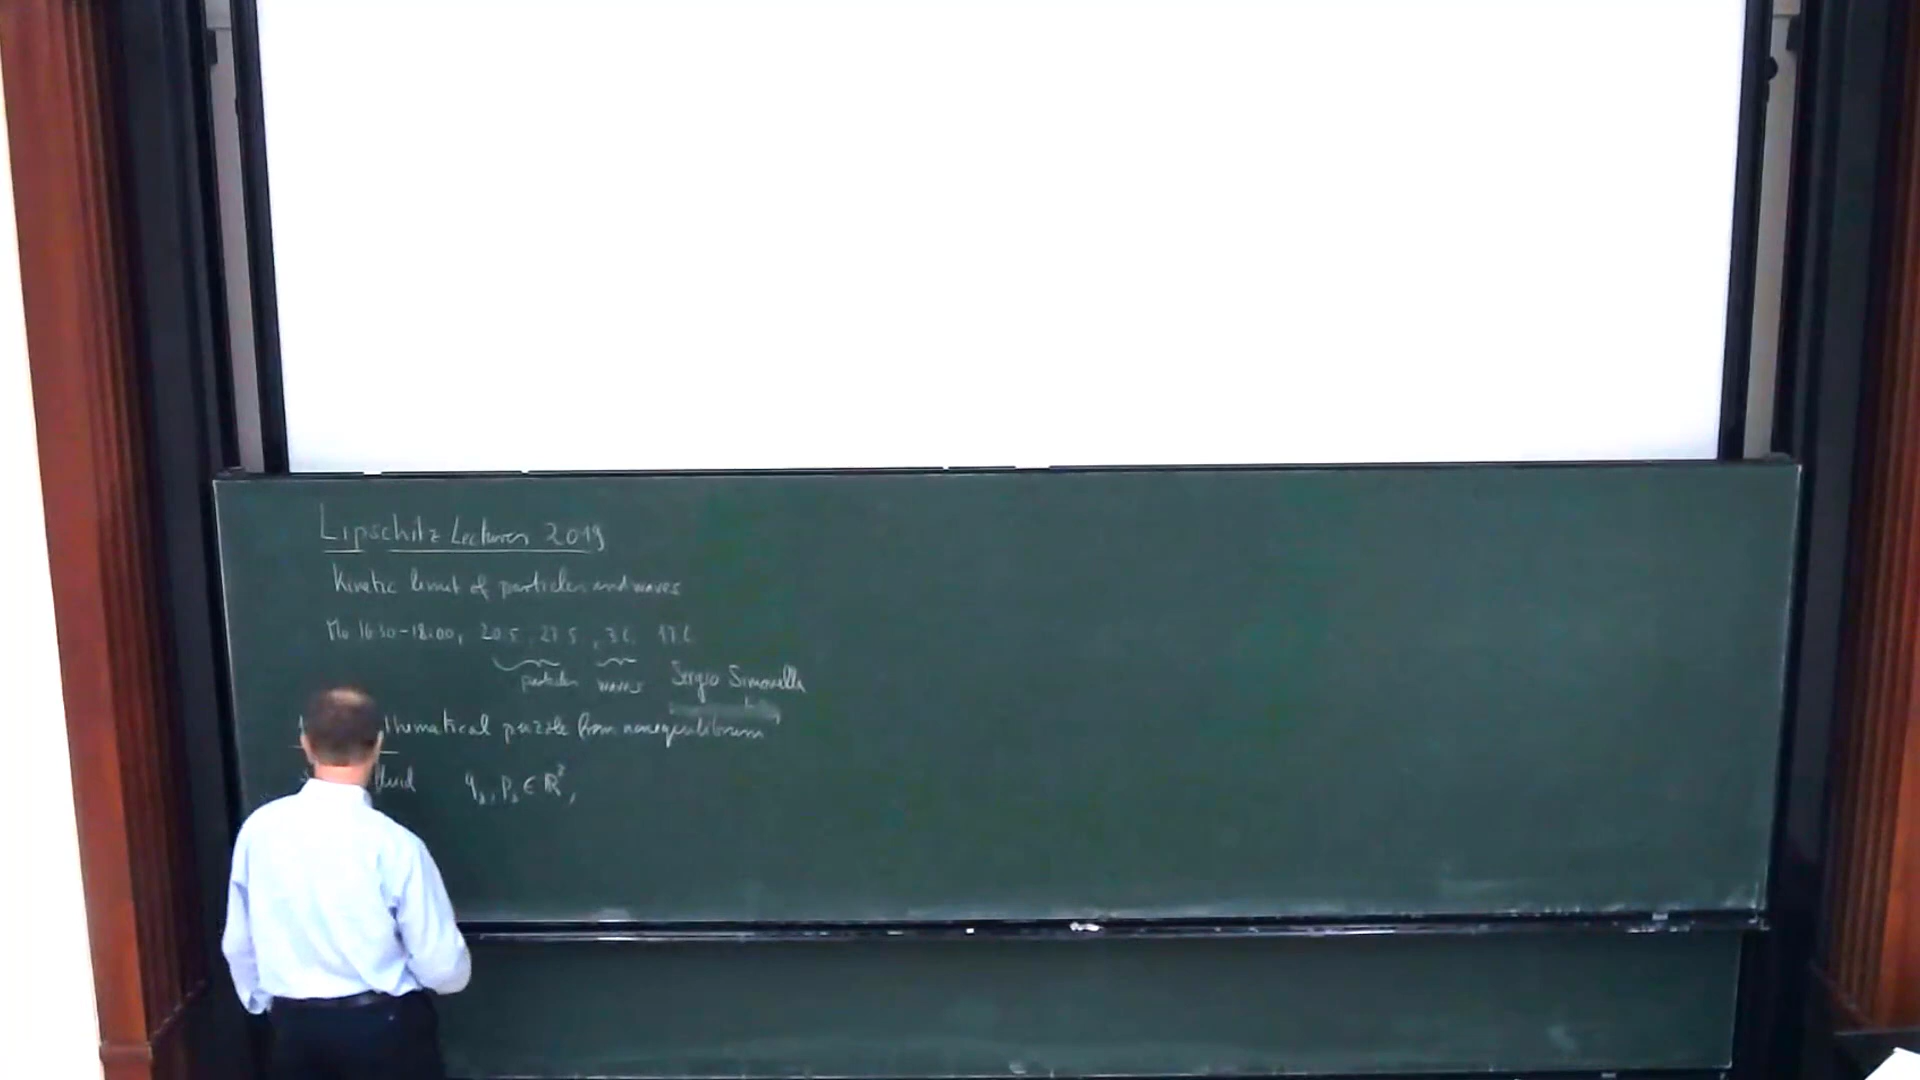 Lipschitz Lectures 2019
Kinetic limit of particles and waves
Mo 16:30-18:00, 20.5, 27.5, 3.6, 17.6
particles waves Sergio Simonella
thematical puzzle from nonequilibrium
fluid q_j, p_j ∈ ℝ³,